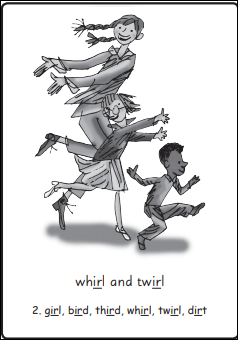 whirl and twirl
2. girl, bird, third, whirl, twirl, dirt